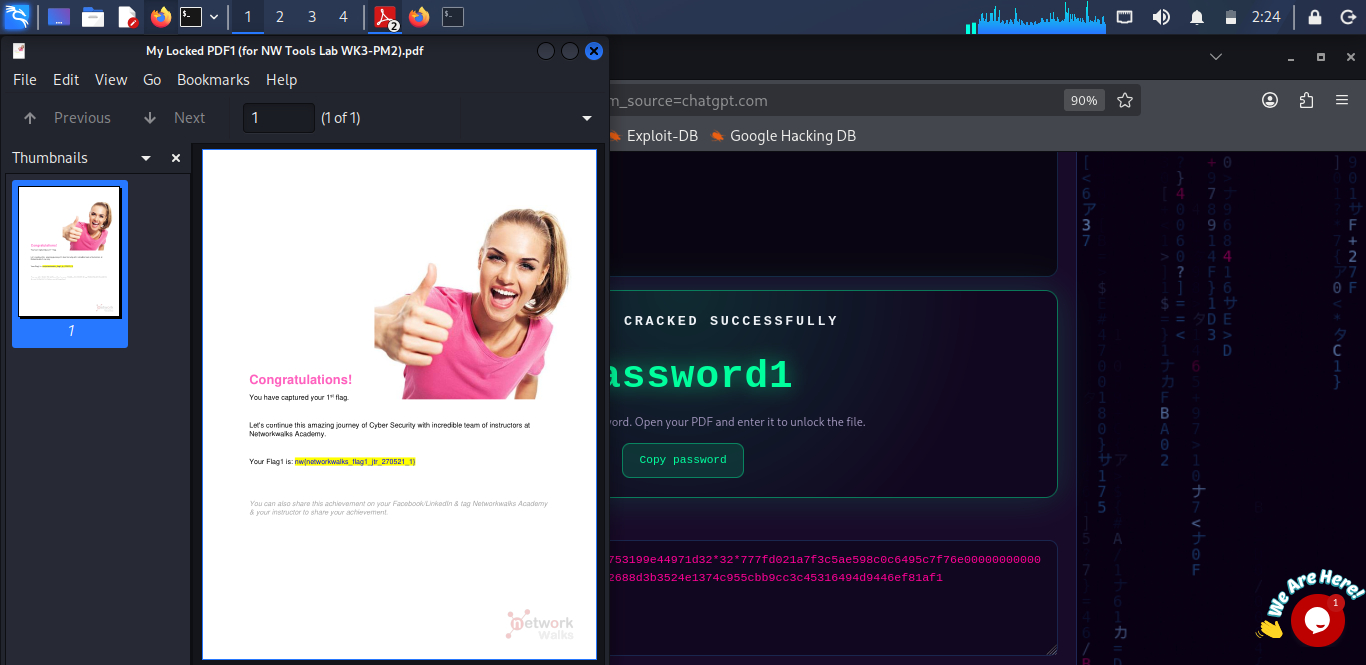 1 2 3 4
2
2:24
My Locked PDF1 (for NW Tools Lab WK3-PM2).pdf
File Edit View Go Bookmarks Help
Previous Next 1 (1 of 1)
m_source=chatgpt.com 90%
Exploit-DB Google Hacking DB
Thumbnails
1
Congratulations!
You have captured your 1st flag.
Let's continue this amazing journey of Cyber Security with incredible team of instructors at
Networkwalks Academy.
Your Flag1 is: nw{networkwalks_flag1_jtr_270521_1}
You can also share this achievement on your Facebook/LinkedIn & tag Networkwalks Academy
& your instructor to share your achievement.
network
Walks
CRACKED SUCCESSFULLY
assword1
word. Open your PDF and enter it to unlock the file.
Copy password
753199e44971d32*32*777fd021a7f3c5ae598c0c6495c7f76e00000000000
2688d3b3524e1374c955cbb9cc3c45316494d9446ef81af1
We Are Here!
1